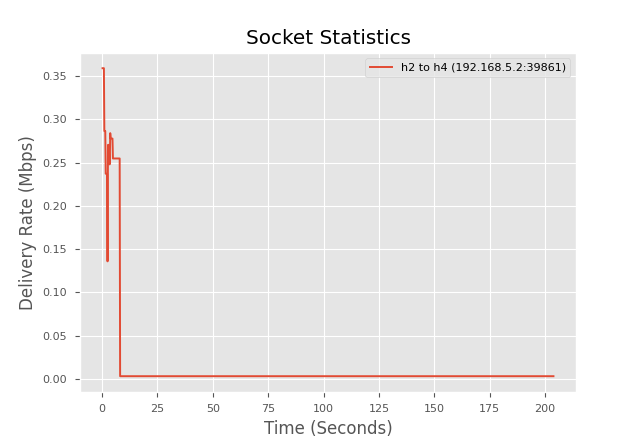 Socket Statistics
h2 to h4 (192.168.5.2:39861)
Delivery Rate (Mbps)
0.35
0.30
0.25
0.20
0.15
0.10
0.05
0.00
0 25 50 75 100 125 150 175 200
Time (Seconds)